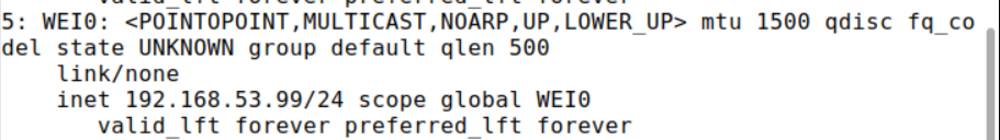 valid_lft forever preferred_lft forever
5: WEI0: <POINTOPOINT,MULTICAST,NOARP,UP,LOWER_UP> mtu 1500 qdisc fq_co
del state UNKNOWN group default qlen 500
    link/none
    inet 192.168.53.99/24 scope global WEI0
       valid_lft forever preferred_lft forever